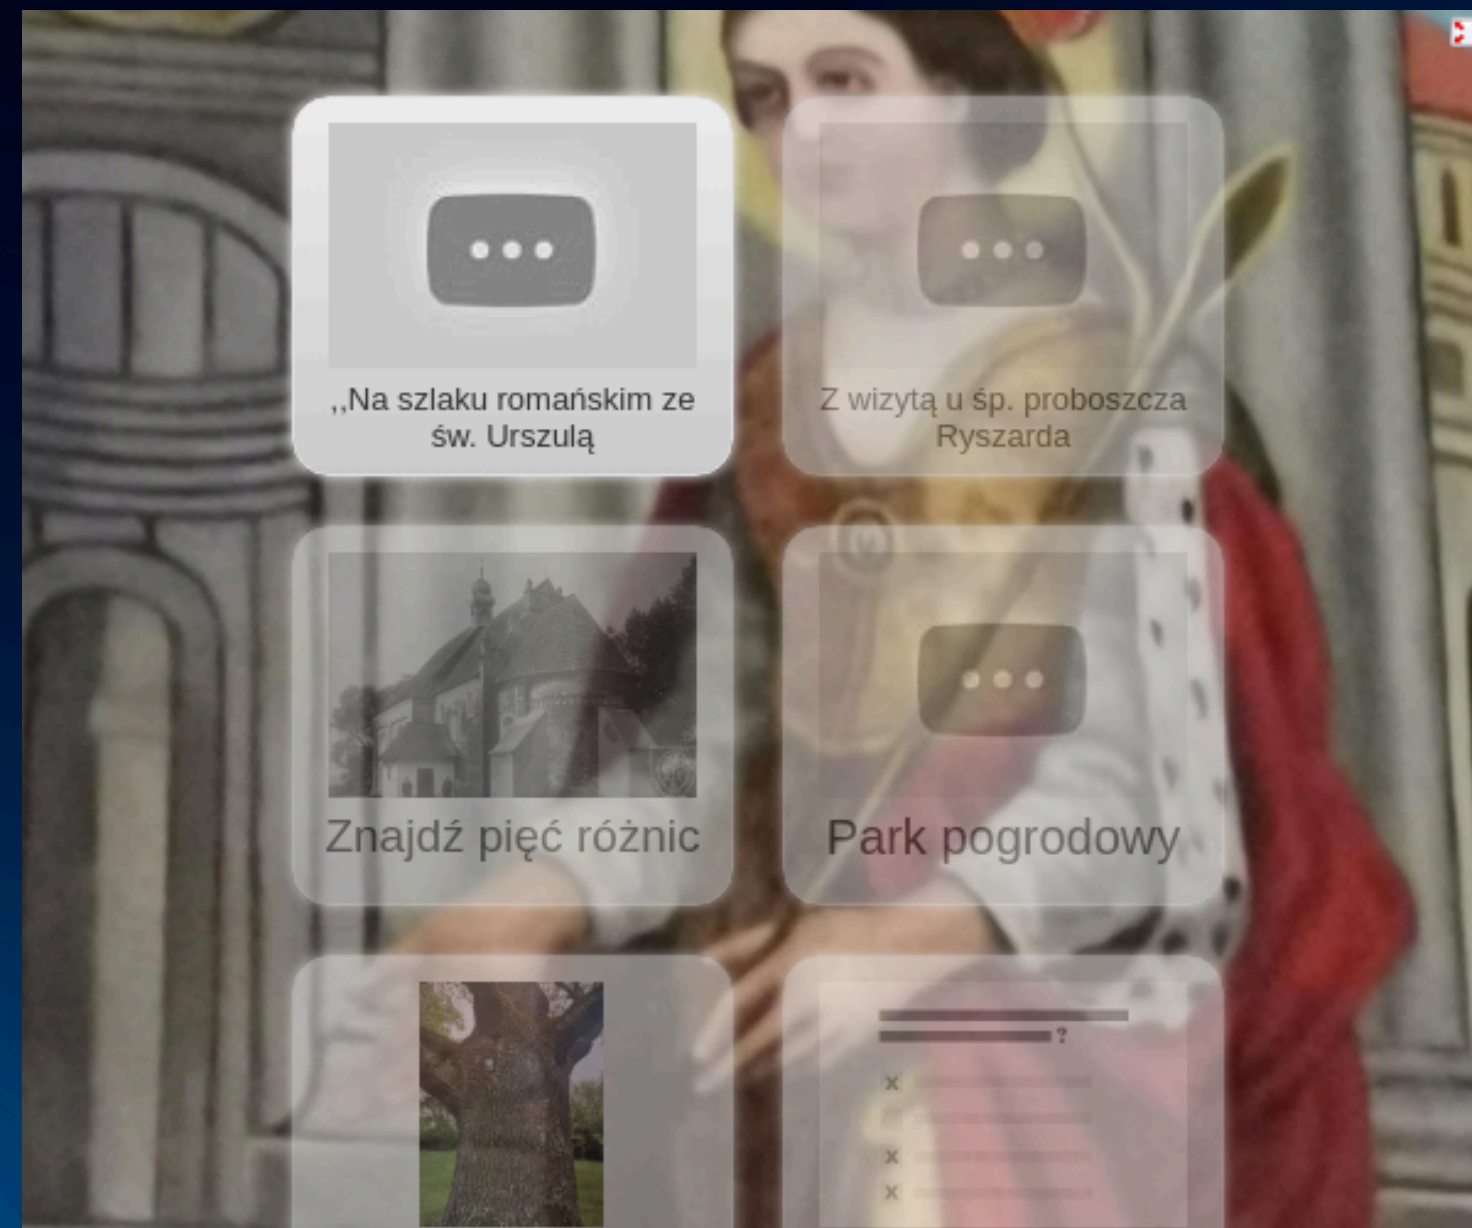 ,,Na szlaku romańskim ze
św. Urszulą
Z wizytą u śp. proboszcza
Ryszarda
Znajdź pięć różnic
Park pogrodowy
?
x
x
x